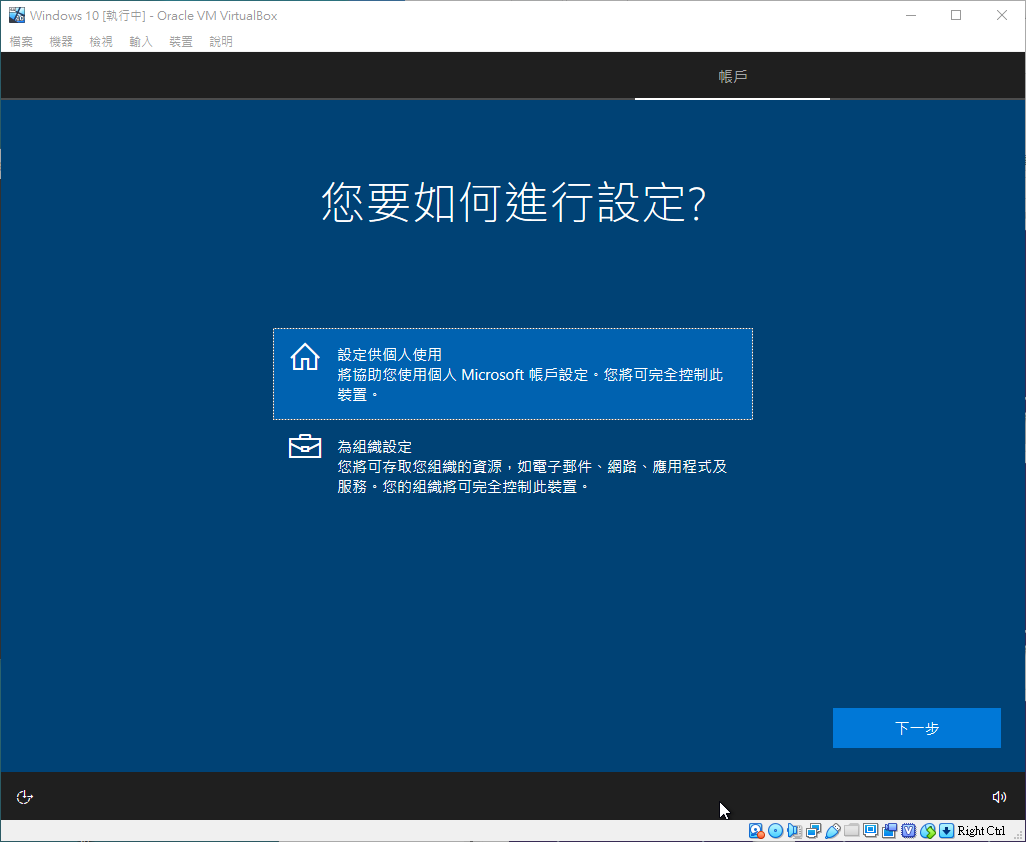 Windows 10 [執行中] - Oracle VM VirtualBox
檔案 機器 檢視 輸入 裝置 說明
帳戶
您要如何進行設定?
設定供個人使用
將協助您使用個人 Microsoft 帳戶設定。您將可完全控制此
裝置。
為組織設定
您將可存取您組織的資源，如電子郵件、網路、應用程式及
服務。您的組織將可完全控制此裝置。
下一步
Right Ctrl